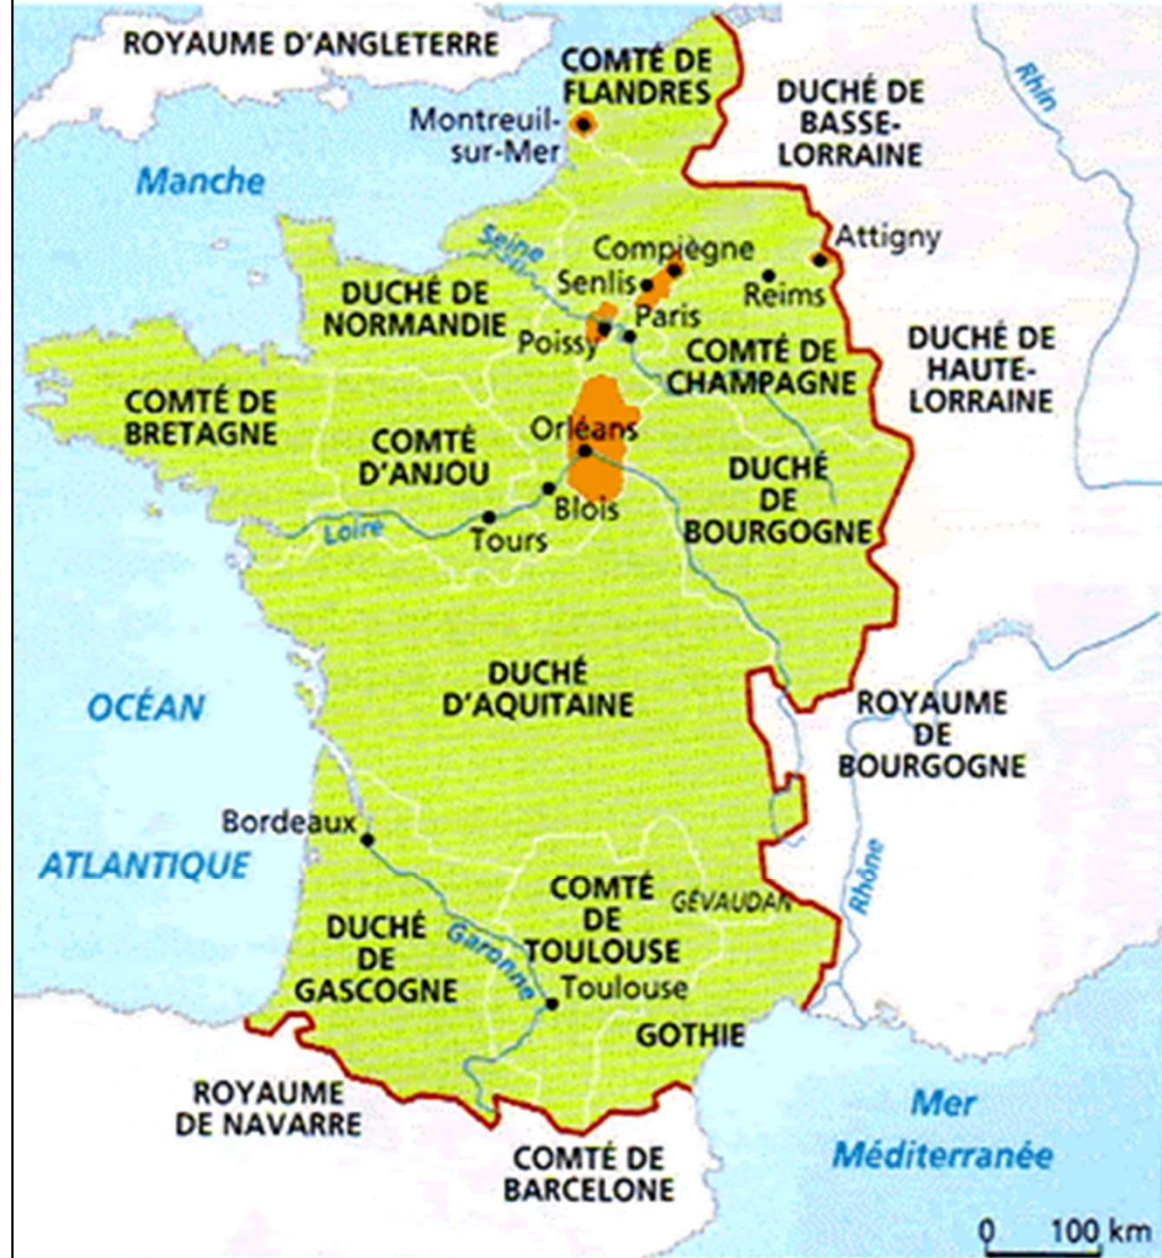 ROYAUME D'ANGLETERRE
COMTÉ DE
FLANDRES
Montreuil-
sur-Mer
DUCHÉ DE
BASSE-
LORRAINE
Rhin
Manche
Seine
Compiègne
Attigny
Senlis
Reims
Paris
Poissy
DUCHÉ DE
NORMANDIE
COMTÉ DE
CHAMPAGNE
DUCHÉ DE
HAUTE-
LORRAINE
COMTÉ DE
BRETAGNE
COMTÉ
D'ANJOU
Orléans
Blois
Loire
Tours
DUCHÉ
DE
BOURGOGNE
DUCHÉ
D'AQUITAINE
OCÉAN
ATLANTIQUE
ROYAUME
DE
BOURGOGNE
Bordeaux
Rhône
COMTÉ
DE
TOULOUSE
GÉVAUDAN
DUCHÉ
DE
GASCOGNE
Garonne
Toulouse
GOTHIE
ROYAUME
DE NAVARRE
COMTÉ DE
BARCELONE
Mer
Méditerranée
0 100 km